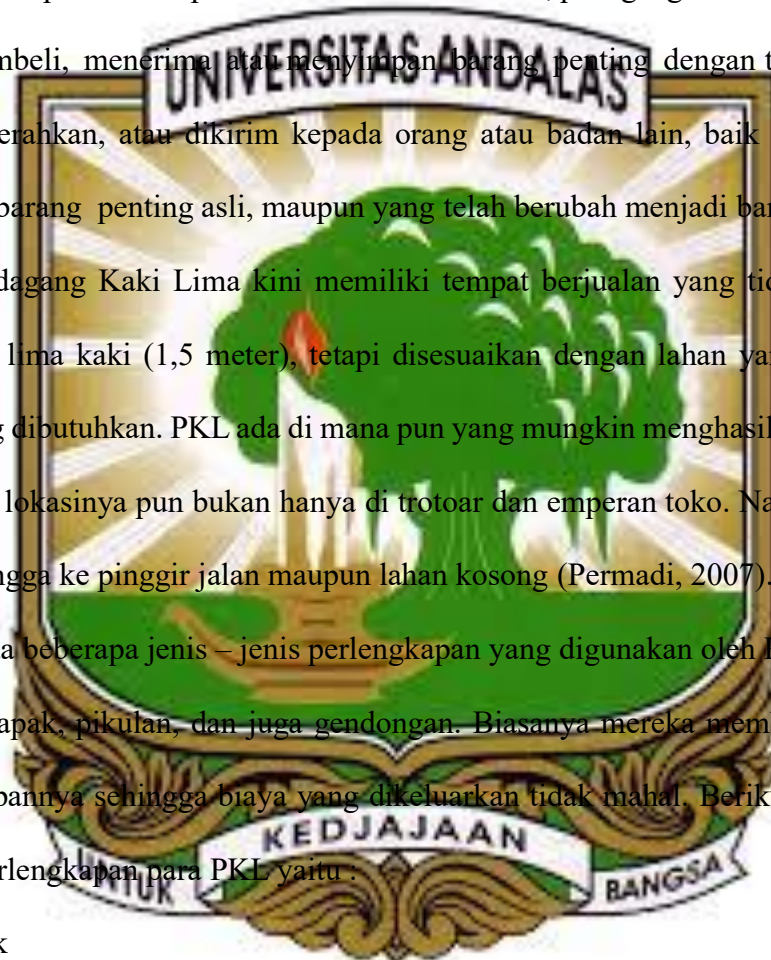 UNIVERSITAS ANDALAS
mbeli, menerima atau menyimpan barang penting dengan t
erahkan, atau dikirim kepada orang atau badan lain, baik
barang penting asli, maupun yang telah berubah menjadi bar
dagang Kaki Lima kini memiliki tempat berjualan yang tid
lima kaki (1,5 meter), tetapi disesuaikan dengan lahan ya
g dibutuhkan. PKL ada di mana pun yang mungkin menghasil
lokasinya pun bukan hanya di trotoar dan emperan toko. Na
ngga ke pinggir jalan maupun lahan kosong (Permadi, 2007).
a beberapa jenis – jenis perlengkapan yang digunakan oleh
apak, pikulan, dan juga gendongan. Biasanya mereka mem
pannya sehingga biaya yang dikeluarkan tidak mahal. Berik
rlengkapan para PKL yaitu :
k
UNTUK KEDJAJAAN BANGSA